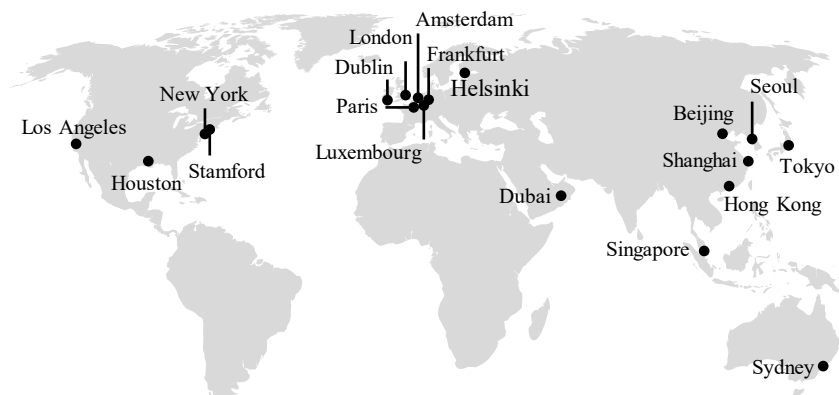 Amsterdam
London
Frankfurt
Dublin
Helsinki
Seoul
New York
Paris
Beijing
Los Angeles
Luxembourg
Shanghai
Tokyo
Stamford
Houston
Dubai
Hong Kong
Singapore
Sydney